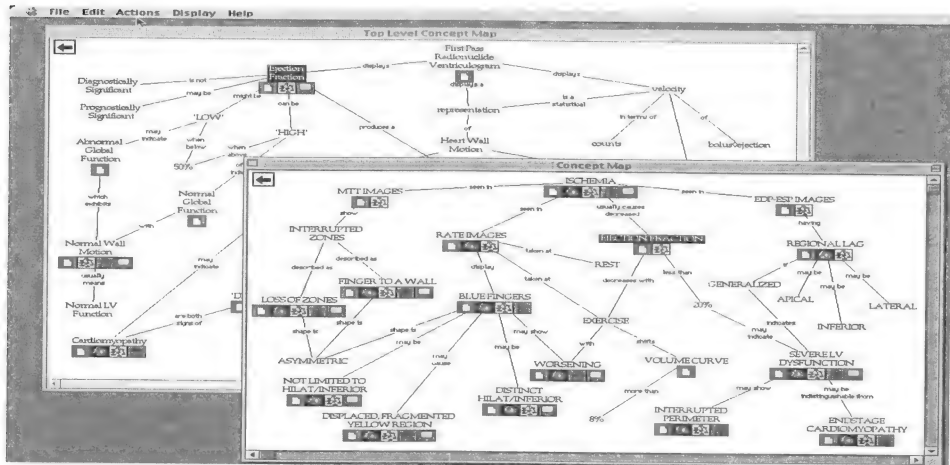 File Edit Actions Display Help
Top Level Concept Map
First Pass
Radionuclide
Ventriculogram
Ejection
Fraction
displays
displays
displays a
Diagnostically
Significant
is not
Prognostically
Significant
may be
might be
can be
velocity
is a
statistical
representation
of
in terms of
of
'LOW'
'HIGH'
produces a
Heart Wall
Motion
counts
bolus/ejection
may
indicate
when
below
when
above
50%
Abnormal
Global
Function
Normal
Global
Function
which
exhibits
with
Normal Wall
Motion
usually
means
may
indicate
Normal LV
Function
are both
signs of
Cardiomyopathy
Concept Map
ISCHEMIA
seen in
seen in
seen in
usually causes
decreased
MTT IMAGES
EDP-ESP IMAGES
show
having
INTERRUPTED
ZONES
RATE IMAGES
EJECTION FRACTION
REGIONAL LAG
taken at
REST
described as
described as
display
taken at
decreases with
less than
if
may be
may be
may be
FINGER TO A WALL
GENERALIZED
LOSS OF ZONES
BLUE FINGERS
20%
APICAL
LATERAL
INFERIOR
EXERCISE
shape is
shape is
shape is
may show
with
shifts
may
indicate
indicates
may be
may
cause
may be
ASYMMETRIC
WORSENING
VOLUME CURVE
SEVERE LV
DYSFUNCTION
NOT LIMITED TO
HILAT/INFERIOR
DISTINCT
HILAT/INFERIOR
more than
may show
may be
indistinguishable from
8%
DISPLACED, FRAGMENTED
YELLOW REGION
INTERRUPTED
PERIMETER
ENDSTAGE
CARDIOMYOPATHY